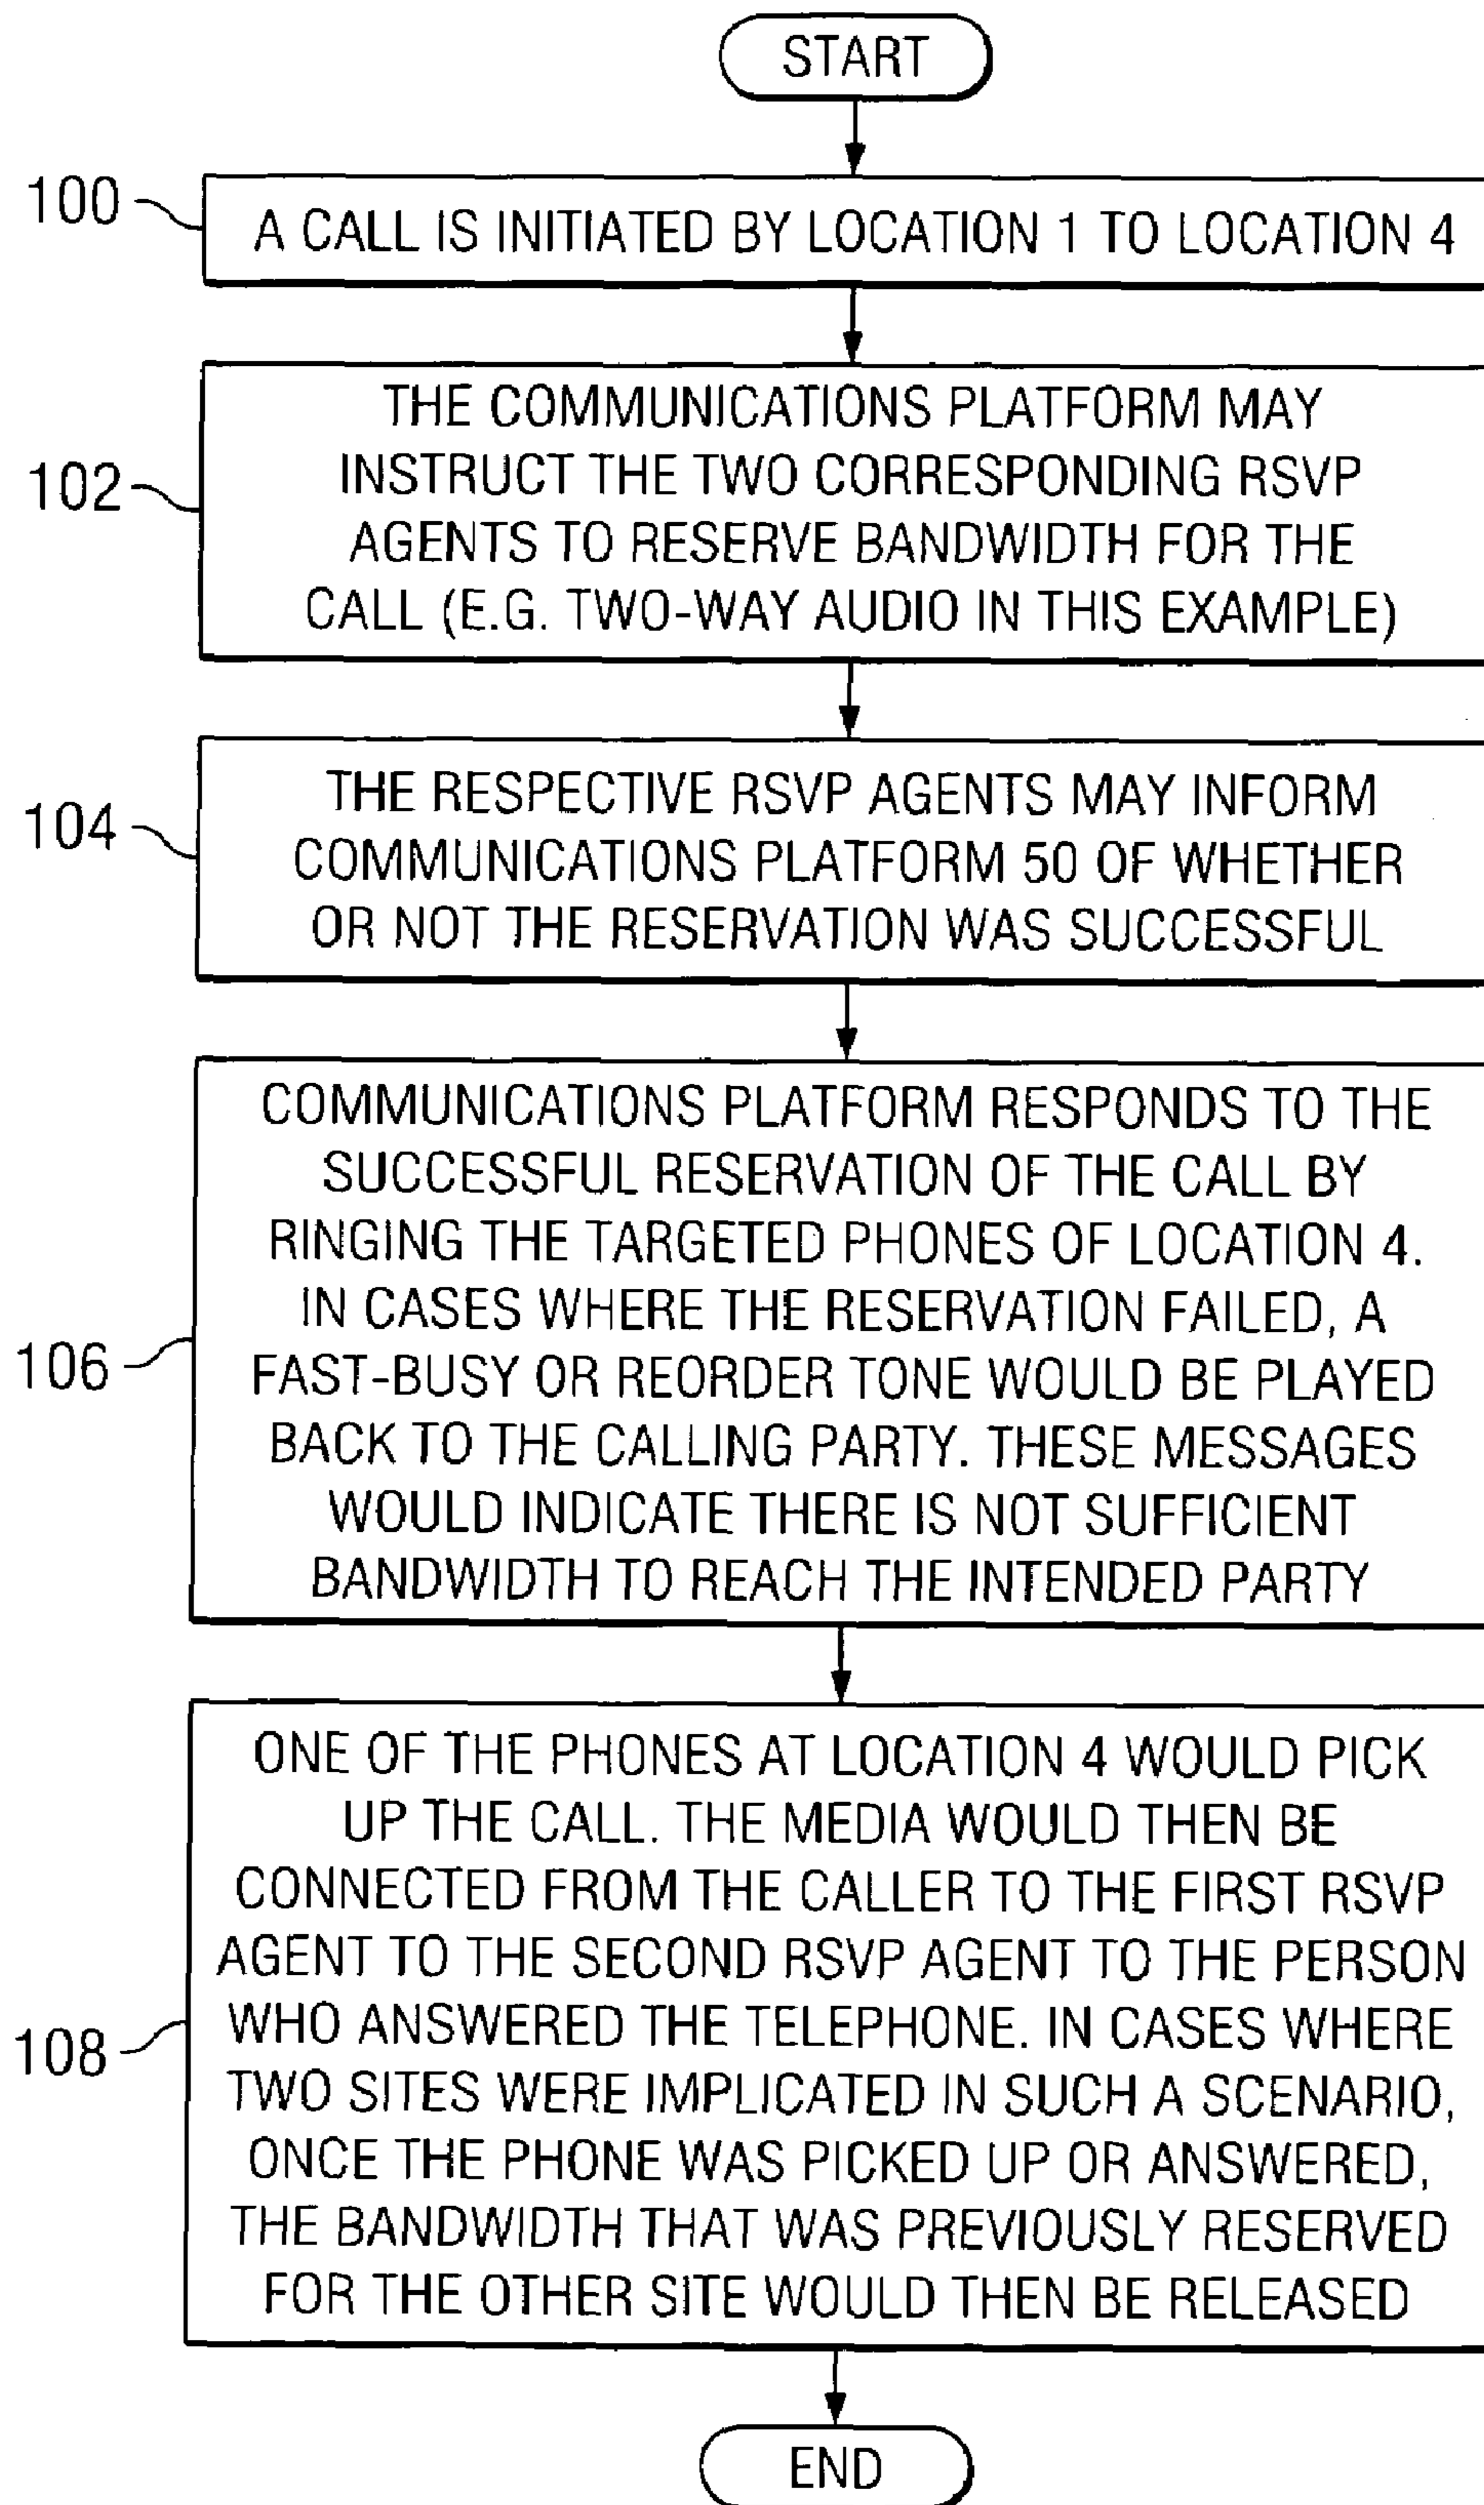 START
100
A CALL IS INITIATED BY LOCATION 1 TO LOCATION 4
THE COMMUNICATIONS PLATFORM MAY
INSTRUCT THE TWO CORRESPONDING RSVP
102
AGENTS TO RESERVE BANDWIDTH FOR THE
CALL (E.G. TWO-WAY AUDIO IN THIS EXAMPLE)
THE RESPECTIVE RSVP AGENTS MAY INFORM
104
COMMUNICATIONS PLATFORM 50 OF WHETHER
OR NOT THE RESERVATION WAS SUCCESSFUL
COMMUNICATIONS PLATFORM RESPONDS TO THE
SUCCESSFUL RESERVATION OF THE CALL BY
RINGING THE TARGETED PHONES OF LOCATION 4.
IN CASES WHERE THE RESERVATION FAILED, A
106
FAST-BUSY OR REORDER TONE WOULD BE PLAYED
BACK TO THE CALLING PARTY. THESE MESSAGES
WOULD INDICATE THERE IS NOT SUFFICIENT
BANDWIDTH TO REACH THE INTENDED PARTY
ONE OF THE PHONES AT LOCATION 4 WOULD PICK
UP THE CALL. THE MEDIA WOULD THEN BE
CONNECTED FROM THE CALLER TO THE FIRST RSVP
AGENT TO THE SECOND RSVP AGENT TO THE PERSON
108
WHO ANSWERED THE TELEPHONE. IN CASES WHERE
TWO SITES WERE IMPLICATED IN SUCH A SCENARIO,
ONCE THE PHONE WAS PICKED UP OR ANSWERED,
THE BANDWIDTH THAT WAS PREVIOUSLY RESERVED
FOR THE OTHER SITE WOULD THEN BE RELEASED
END